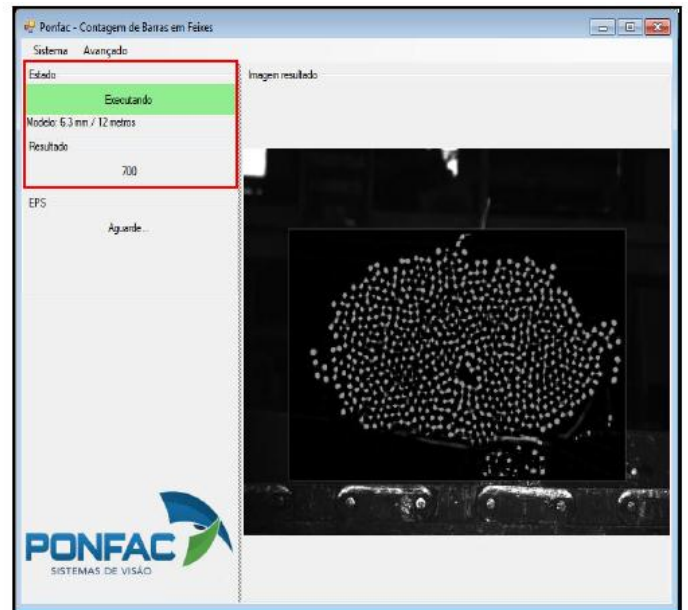 Ponfac - Contagem de Barras em Feixes
Sistema Avançado
Estado
Executando
Modelo: 6.3 mm / 12 metros
Resultado
700
EPS
Aguarde...
Imagem resultado
PONFAC
SISTEMAS DE VISÃO